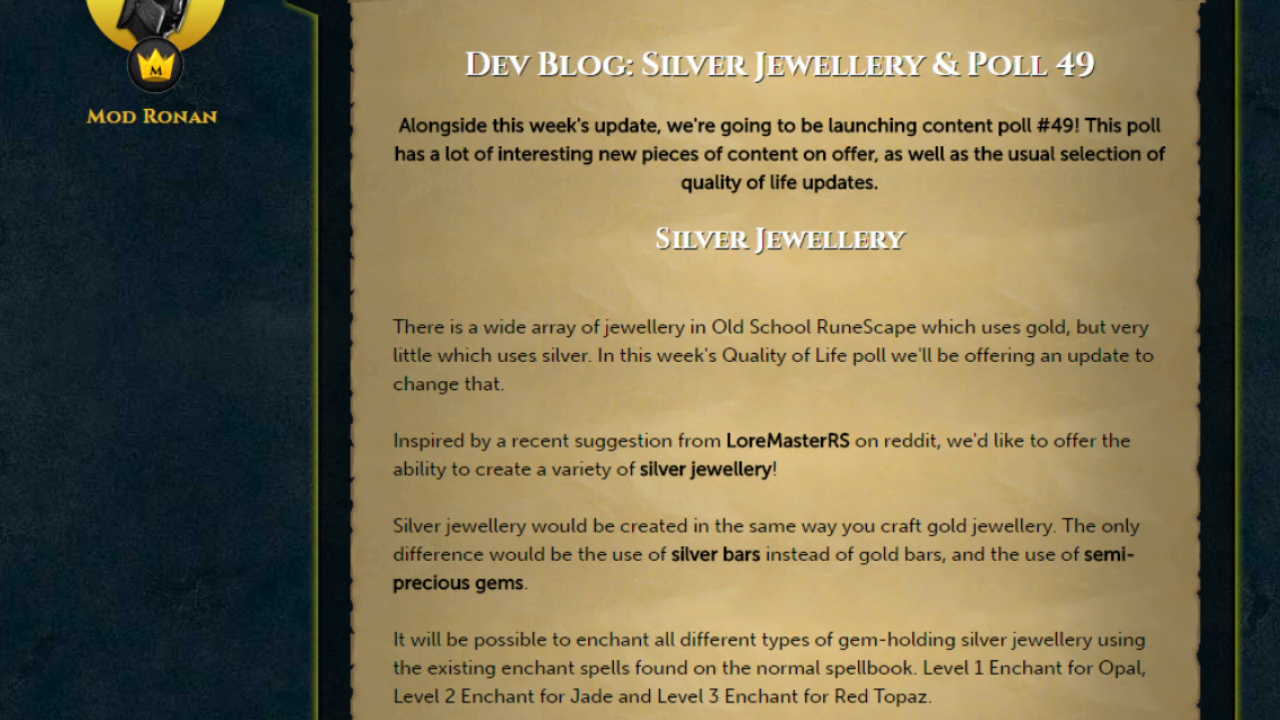 M
Mod Ronan
Dev Blog: Silver Jewellery & Poll 49
Alongside this week's update, we're going to be launching content poll #49! This poll
has a lot of interesting new pieces of content on offer, as well as the usual selection of
quality of life updates.
Silver Jewellery
There is a wide array of jewellery in Old School RuneScape which uses gold, but very
little which uses silver. In this week's Quality of Life poll we'll be offering an update to
change that.
Inspired by a recent suggestion from LoreMasterRS on reddit, we'd like to offer the
ability to create a variety of silver jewellery!
Silver jewellery would be created in the same way you craft gold jewellery. The only
difference would be the use of silver bars instead of gold bars, and the use of semi-
precious gems.
It will be possible to enchant all different types of gem-holding silver jewellery using
the existing enchant spells found on the normal spellbook. Level 1 Enchant for Opal,
Level 2 Enchant for Jade and Level 3 Enchant for Red Topaz.